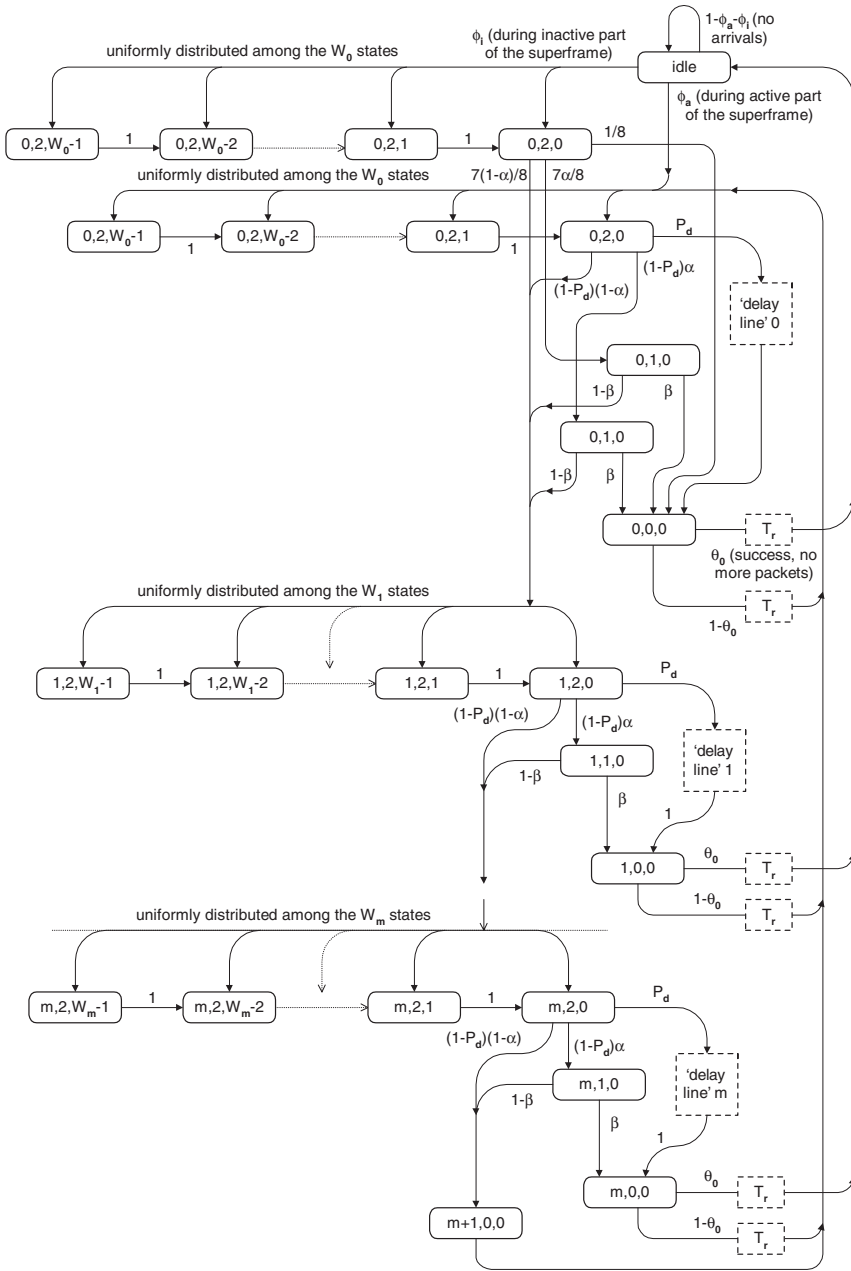 1-ϕa-ϕi (no
arrivals)
ϕi (during inactive part
of the superframe)
uniformly distributed among the W0 states
idle
ϕa (during active part
of the superframe)
0,2,W0-1
1
0,2,W0-2
0,2,1
1
0,2,0
1/8
uniformly distributed among the W0 states
7(1-α)/8
7α/8
0,2,W0-1
1
0,2,W0-2
0,2,1
1
0,2,0
Pd
(1-Pd)(1-α)
(1-Pd)α
'delay
line' 0
0,1,0
1-β
β
0,1,0
1-β
β
0,0,0
Tr
θ0 (success, no
more packets)
uniformly distributed among the W1 states
Tr
1-θ0
1,2,W1-1
1
1,2,W1-2
1,2,1
1
1,2,0
Pd
(1-Pd)(1-α)
(1-Pd)α
'delay
line' 1
1,1,0
1-β
β
1
1,0,0
θ0
Tr
1-θ0
Tr
uniformly distributed among the Wm states
m,2,Wm-1
1
m,2,Wm-2
m,2,1
1
m,2,0
Pd
(1-Pd)(1-α)
(1-Pd)α
'delay
line' m
m,1,0
1-β
β
1
m,0,0
θ0
Tr
m+1,0,0
1-θ0
Tr